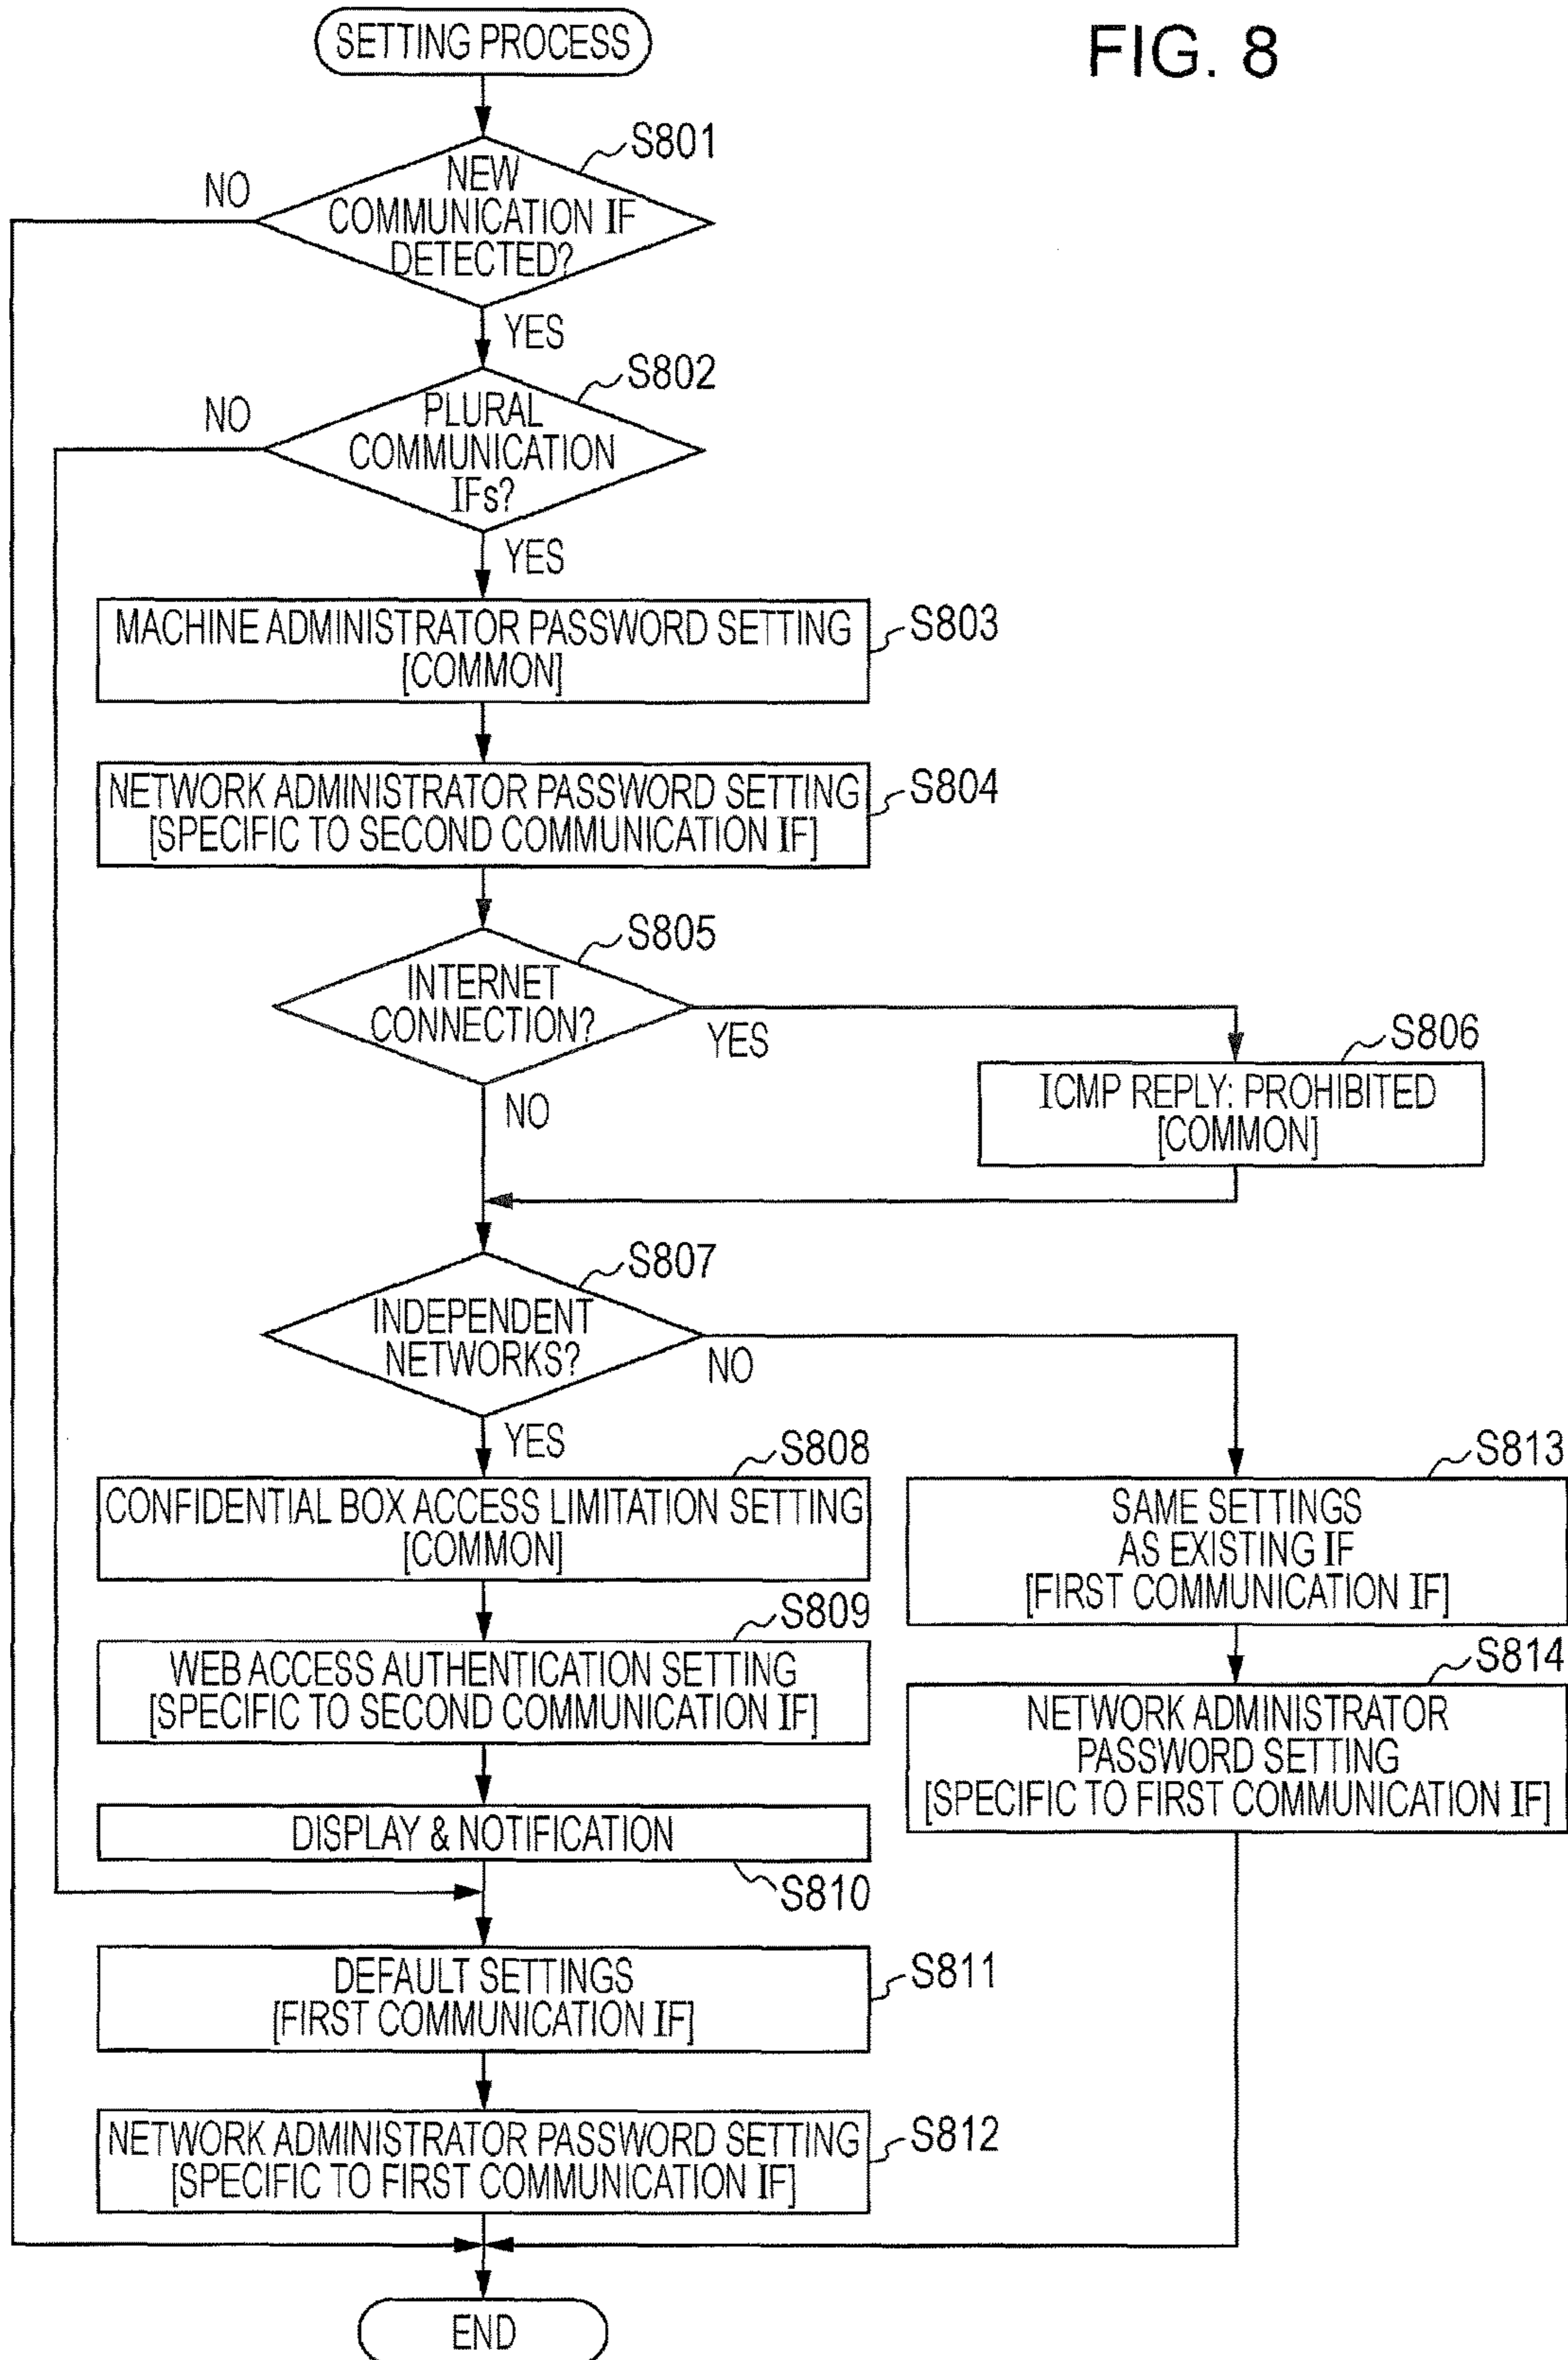 FIG. 8
SETTING PROCESS
S801
NEW
COMMUNICATION IF
DETECTED?
NO
YES
S802
PLURAL
COMMUNICATION
IFs?
NO
YES
MACHINE ADMINISTRATOR PASSWORD SETTING
[COMMON]
S803
NETWORK ADMINISTRATOR PASSWORD SETTING
[SPECIFIC TO SECOND COMMUNICATION IF]
S804
S805
INTERNET
CONNECTION?
YES
NO
S806
ICMP REPLY: PROHIBITED
[COMMON]
S807
INDEPENDENT
NETWORKS?
NO
YES
S808
CONFIDENTIAL BOX ACCESS LIMITATION SETTING
[COMMON]
S809
WEB ACCESS AUTHENTICATION SETTING
[SPECIFIC TO SECOND COMMUNICATION IF]
DISPLAY & NOTIFICATION
S810
S813
SAME SETTINGS
AS EXISTING IF
[FIRST COMMUNICATION IF]
S814
NETWORK ADMINISTRATOR
PASSWORD SETTING
[SPECIFIC TO FIRST COMMUNICATION IF]
DEFAULT SETTINGS
[FIRST COMMUNICATION IF]
S811
NETWORK ADMINISTRATOR PASSWORD SETTING
[SPECIFIC TO FIRST COMMUNICATION IF]
S812
END